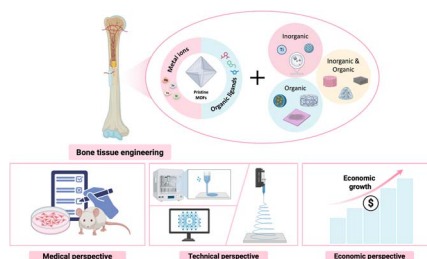 Inorganic
Metal ions
Organic ligands
Pristine
MOFs
+
Inorganic &
Organic
Organic
Bone tissue engineering
Economic
growth
$
Medical perspective
Technical perspective
Economic perspective